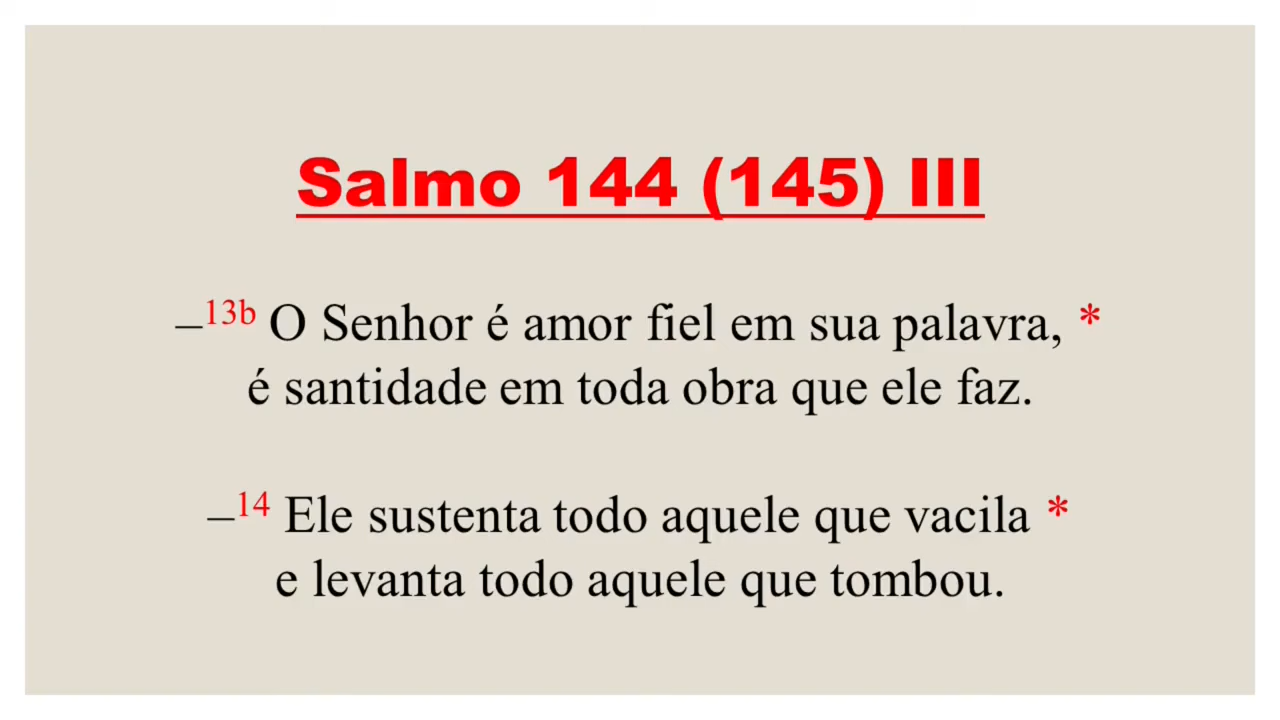 Salmo 144 (145) III
–13b O Senhor é amor fiel em sua palavra, *
é santidade em toda obra que ele faz.
–14 Ele sustenta todo aquele que vacila *
e levanta todo aquele que tombou.